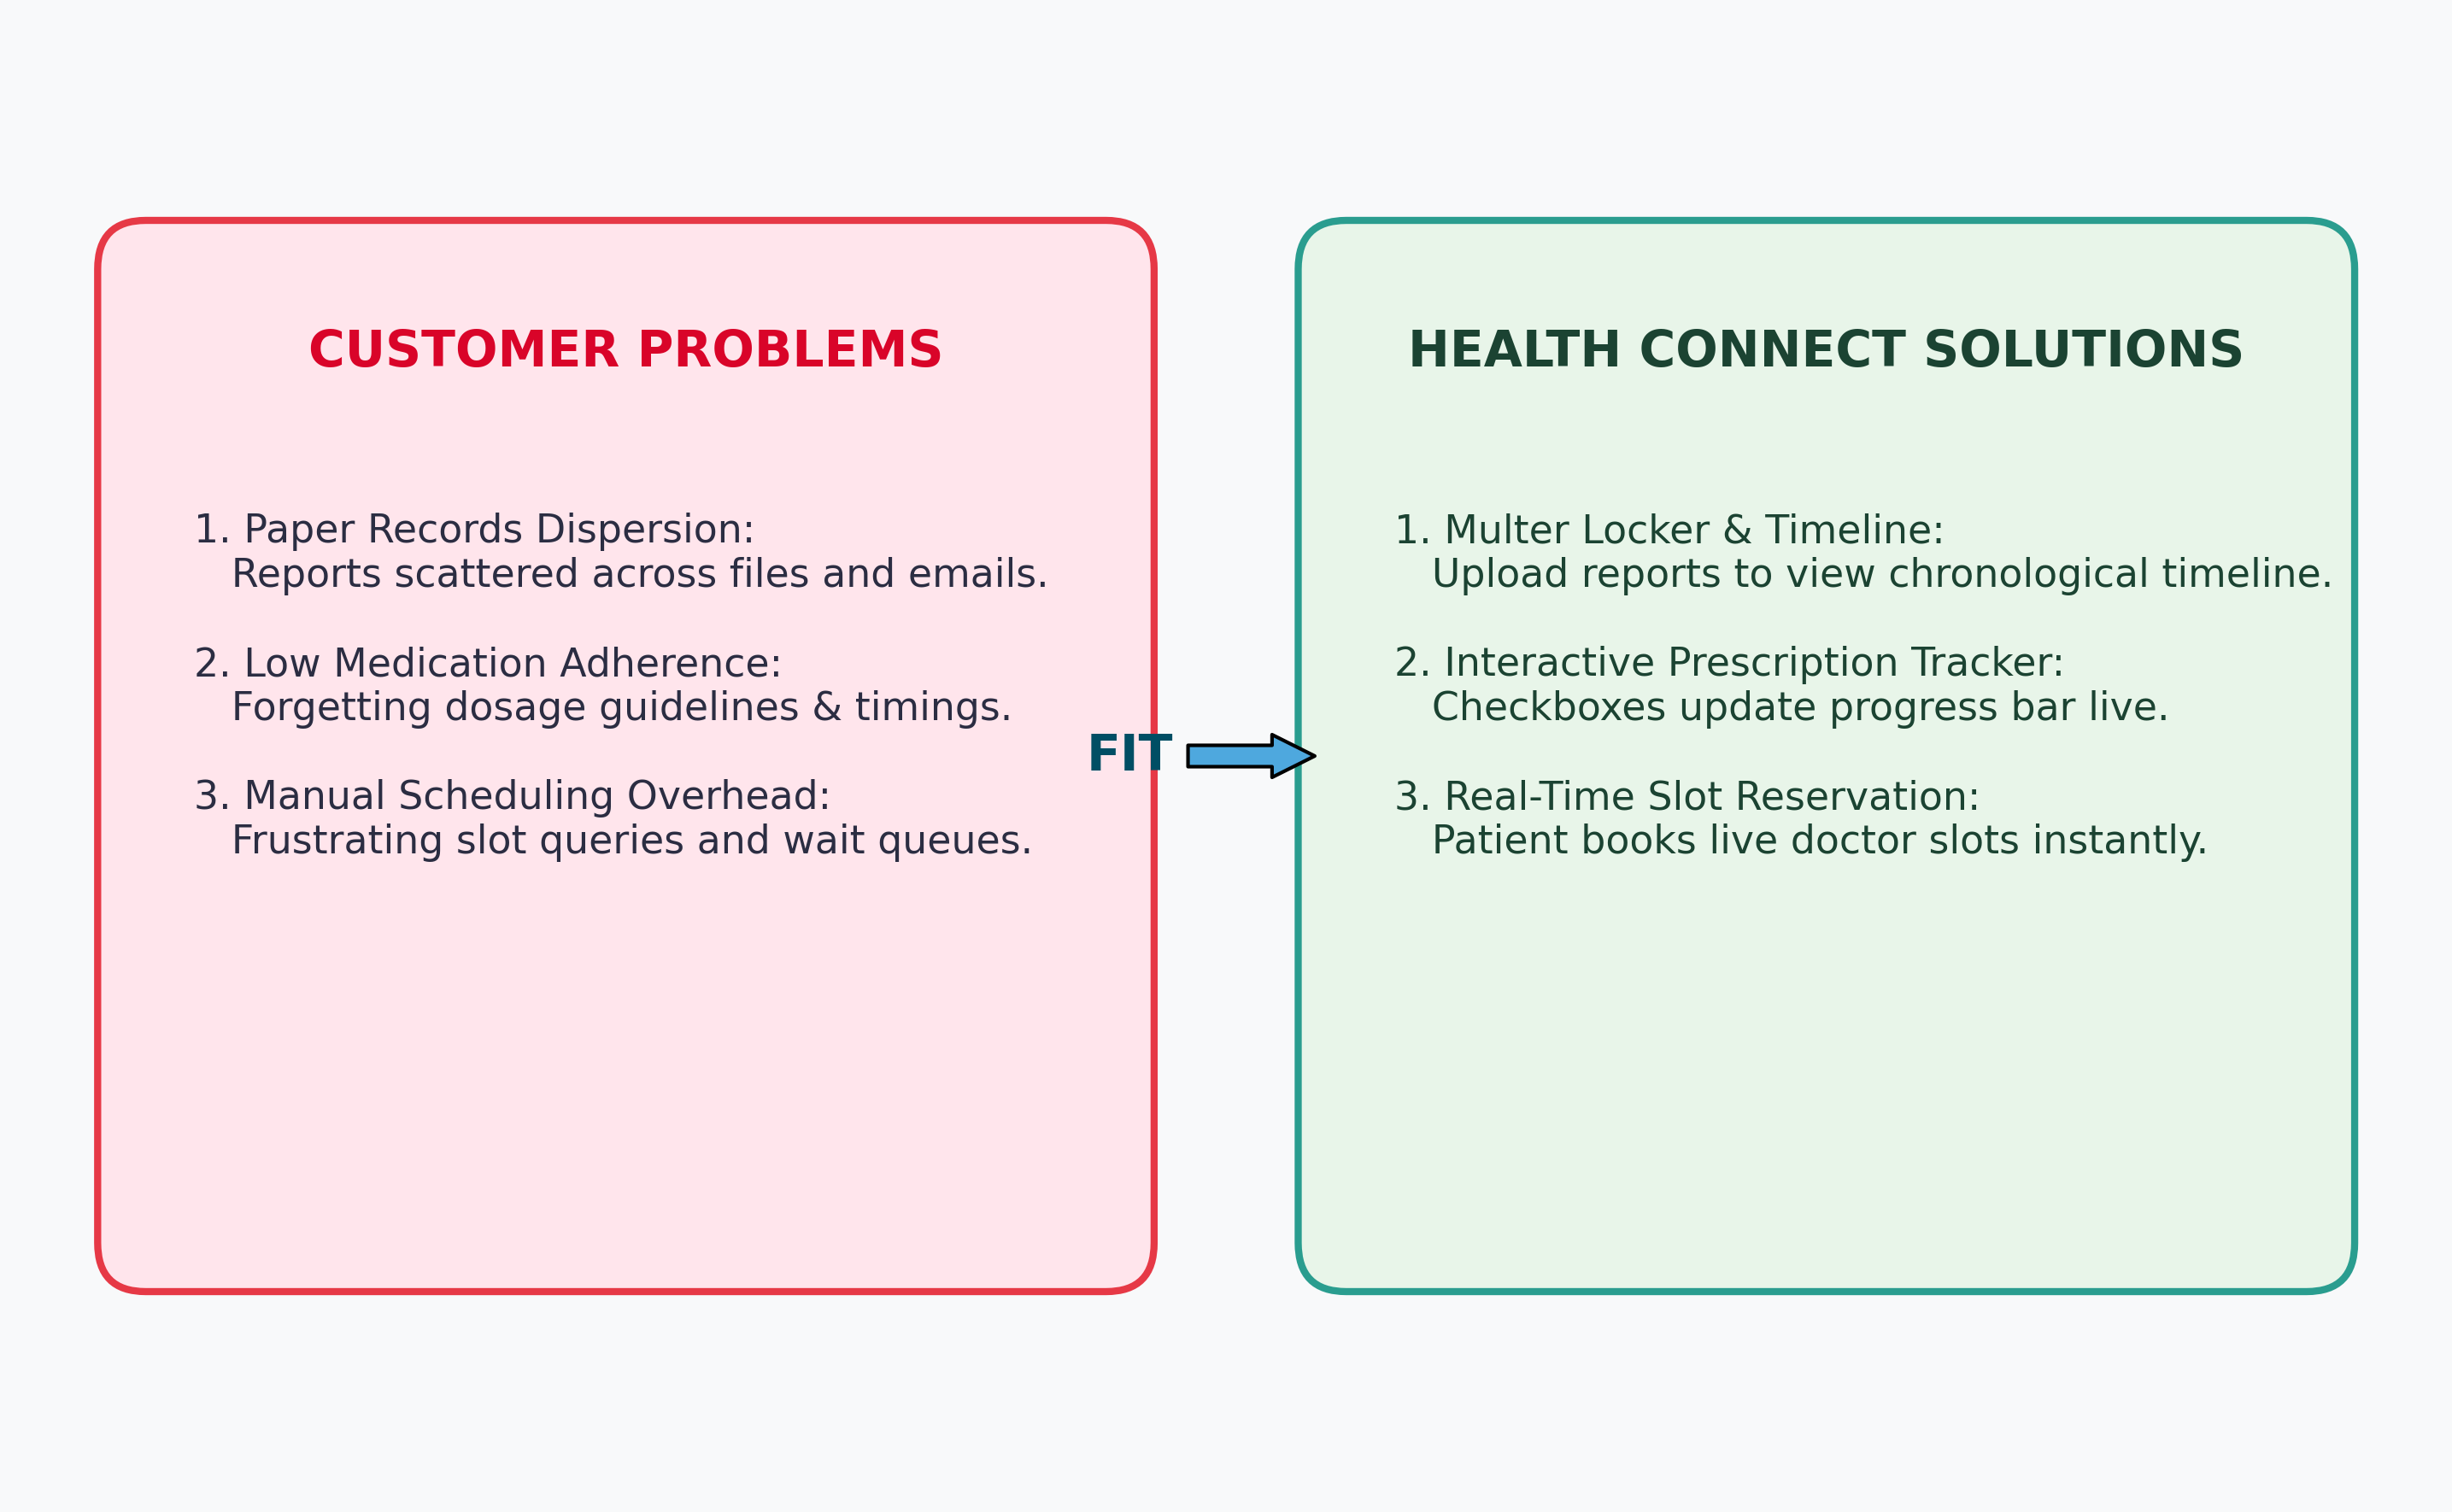 CUSTOMER PROBLEMS
1. Paper Records Dispersion:
Reports scattered across files and emails.
2. Low Medication Adherence:
Forgetting dosage guidelines & timings.
3. Manual Scheduling Overhead:
Frustrating slot queries and wait queues.
FIT
HEALTH CONNECT SOLUTIONS
1. Multer Locker & Timeline:
Upload reports to view chronological timeline.
2. Interactive Prescription Tracker:
Checkboxes update progress bar live.
3. Real-Time Slot Reservation:
Patient books live doctor slots instantly.